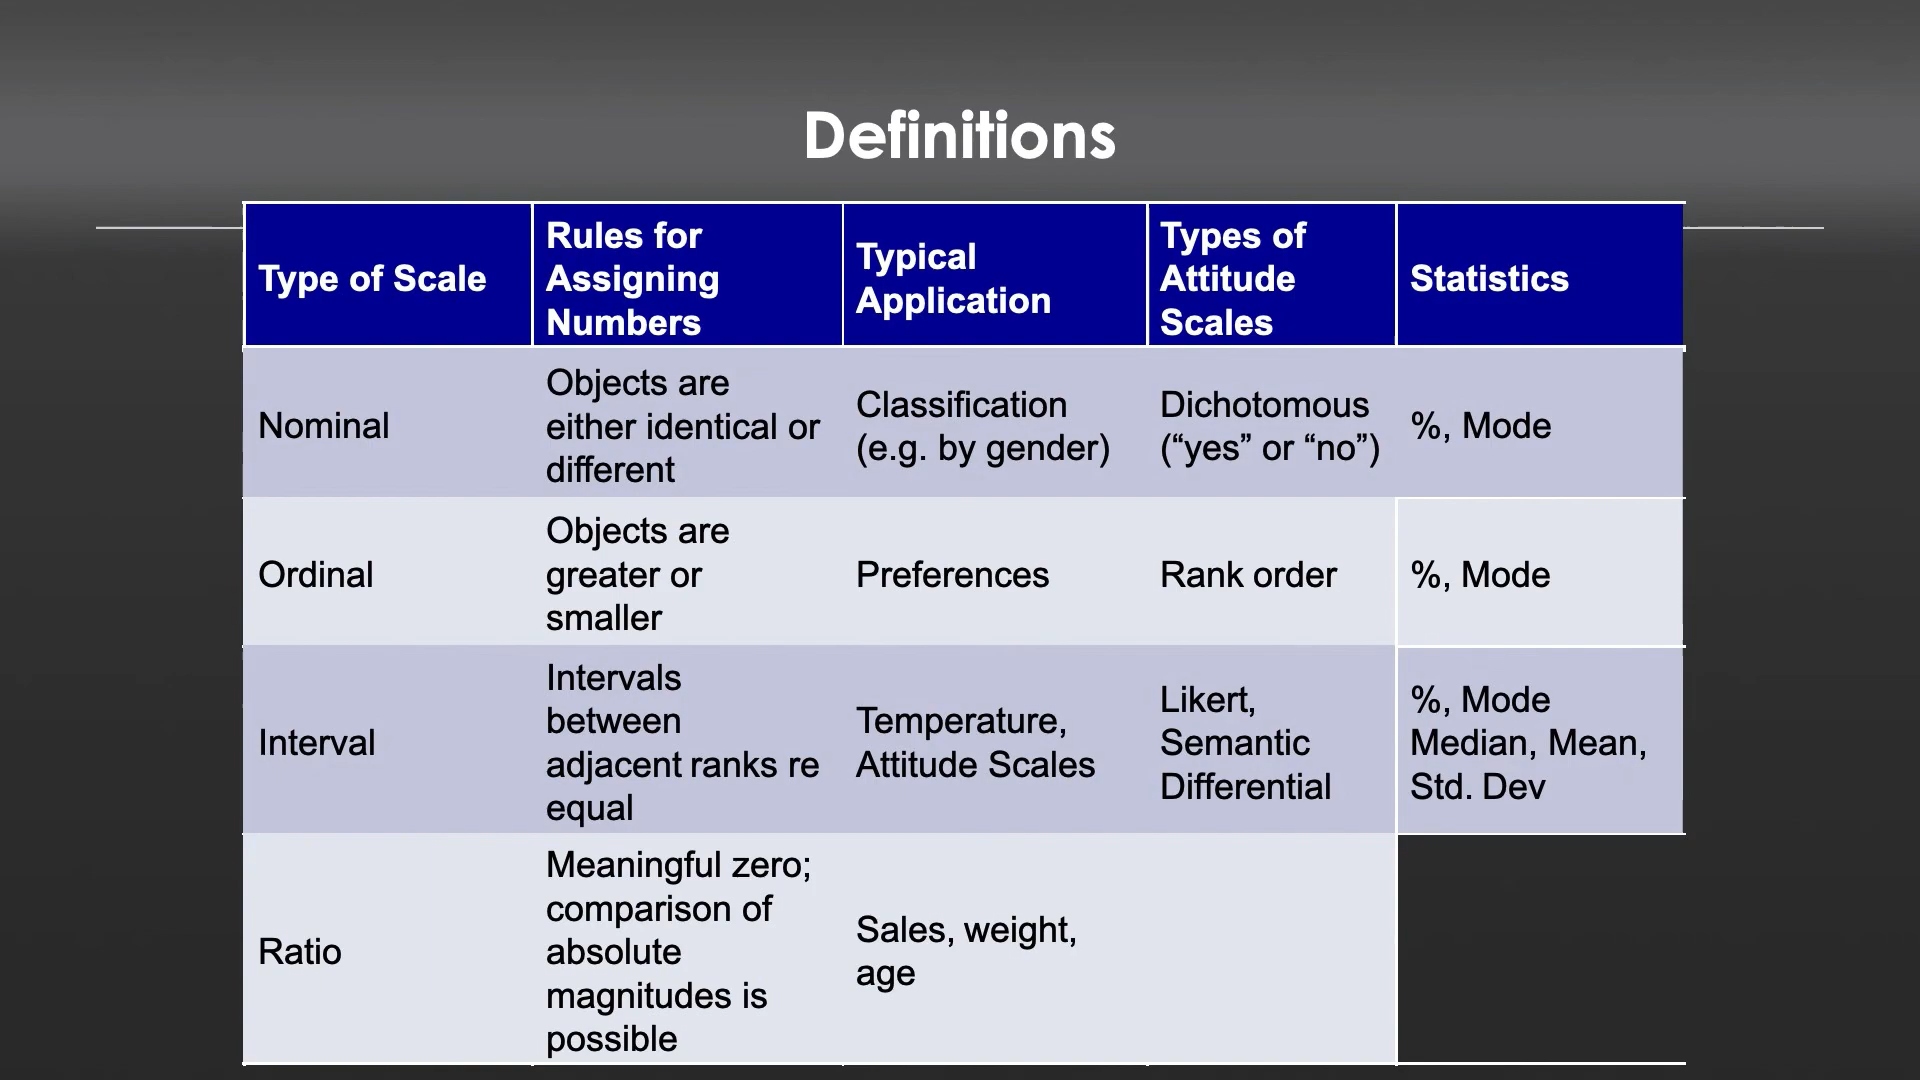 Definitions
Type of Scale
Rules for
Assigning
Numbers
Typical
Application
Types of
Attitude
Scales
Statistics
Nominal
Objects are
either identical or
different
Classification
(e.g. by gender)
Dichotomous
(“yes” or “no”)
%, Mode
Ordinal
Objects are
greater or
smaller
Preferences
Rank order
%, Mode
Interval
Intervals
between
adjacent ranks re
equal
Temperature,
Attitude Scales
Likert,
Semantic
Differential
%, Mode
Median, Mean,
Std. Dev
Ratio
Meaningful zero;
comparison of
absolute
magnitudes is
possible
Sales, weight,
age